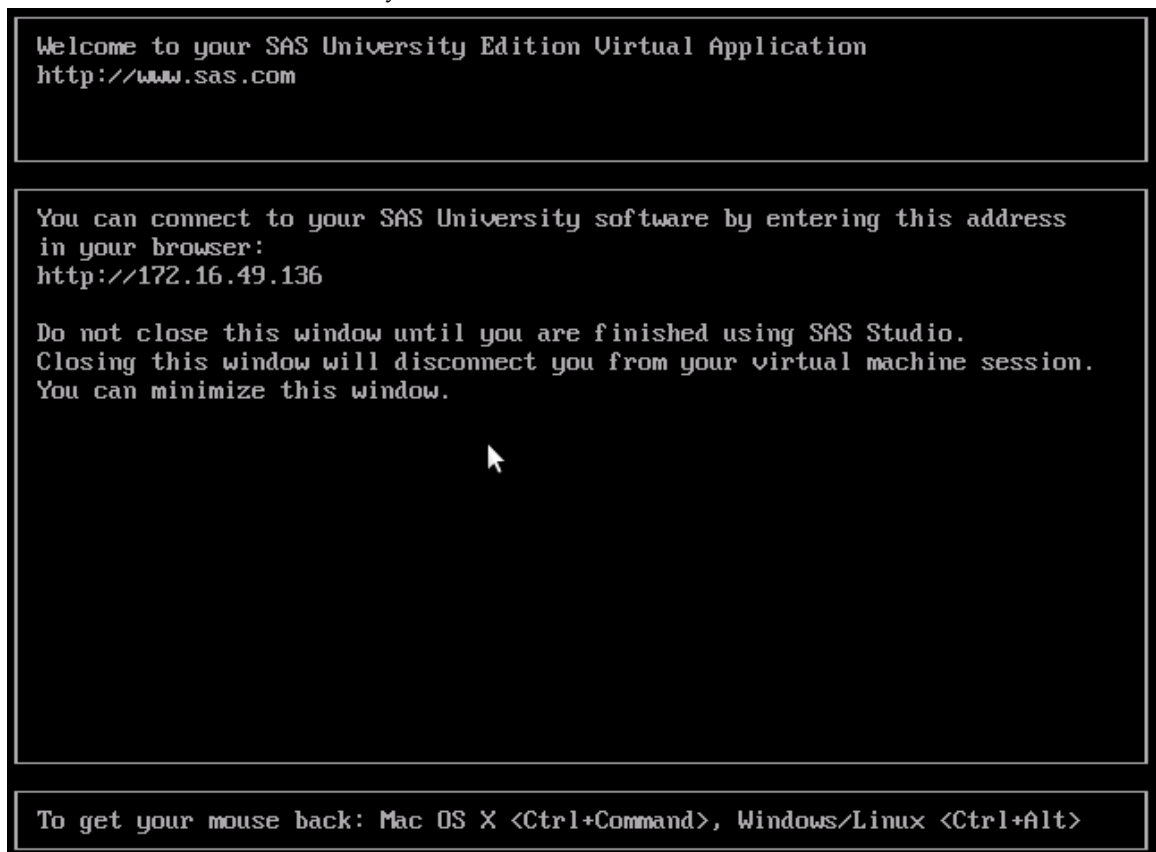 Welcome to your SAS University Edition Virtual Application
http://www.sas.com
You can connect to your SAS University software by entering this address
in your browser:
http://172.16.49.136
Do not close this window until you are finished using SAS Studio.
Closing this window will disconnect you from your virtual machine session.
You can minimize this window.
To get your mouse back: Mac OS X <Ctrl+Command>, Windows/Linux <Ctrl+Alt>